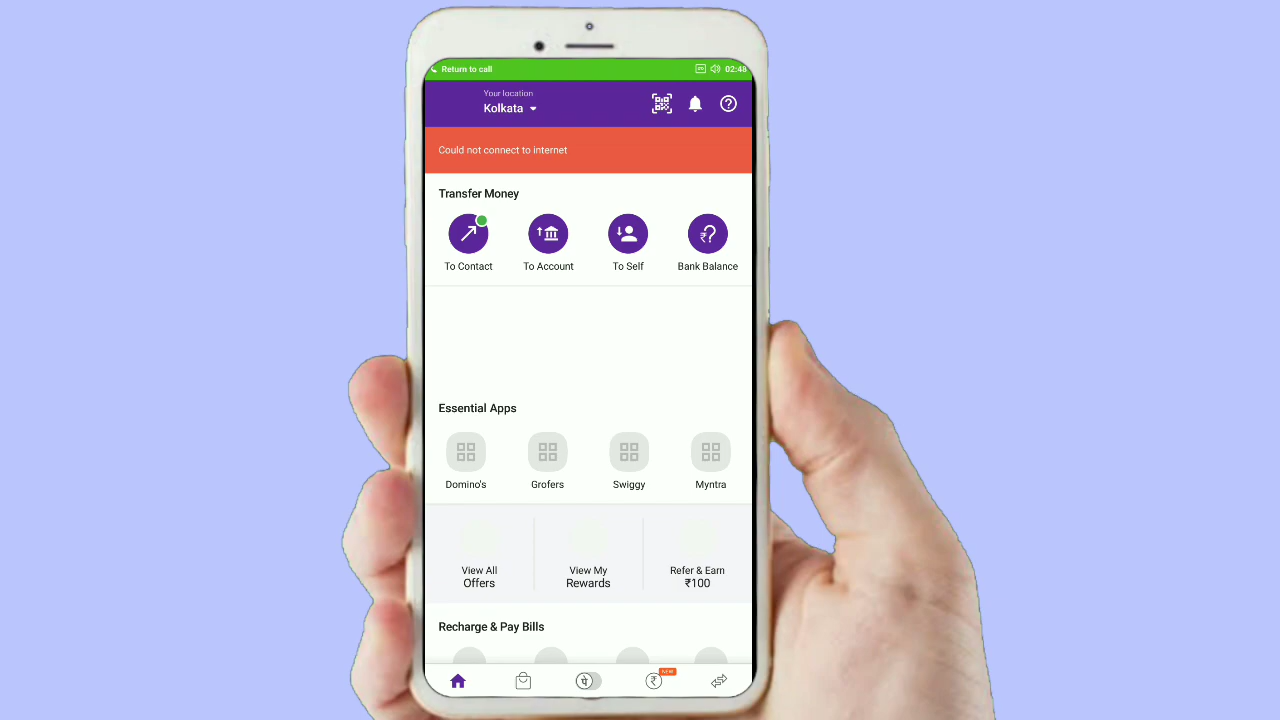 Return to call
02:48
Your location
Kolkata
Could not connect to internet
Transfer Money
To Contact To Account To Self Bank Balance
Essential Apps
Domino's Grofers Swiggy Myntra
View All View My Refer & Earn
Offers Rewards ₹100
Recharge & Pay Bills
NEW
पे ₹